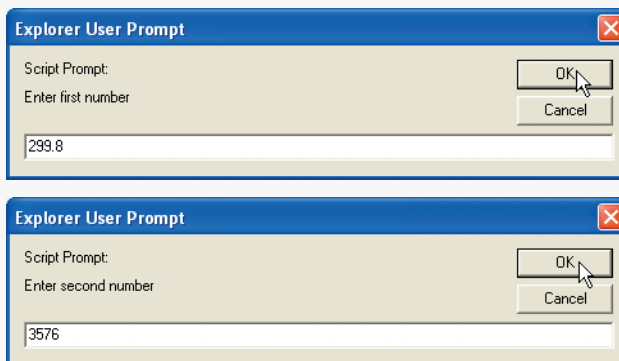 Explorer User Prompt
Script Prompt:
OK
Enter first number
Cancel
299.8
Explorer User Prompt
Script Prompt:
OK
Enter second number
Cancel
3576